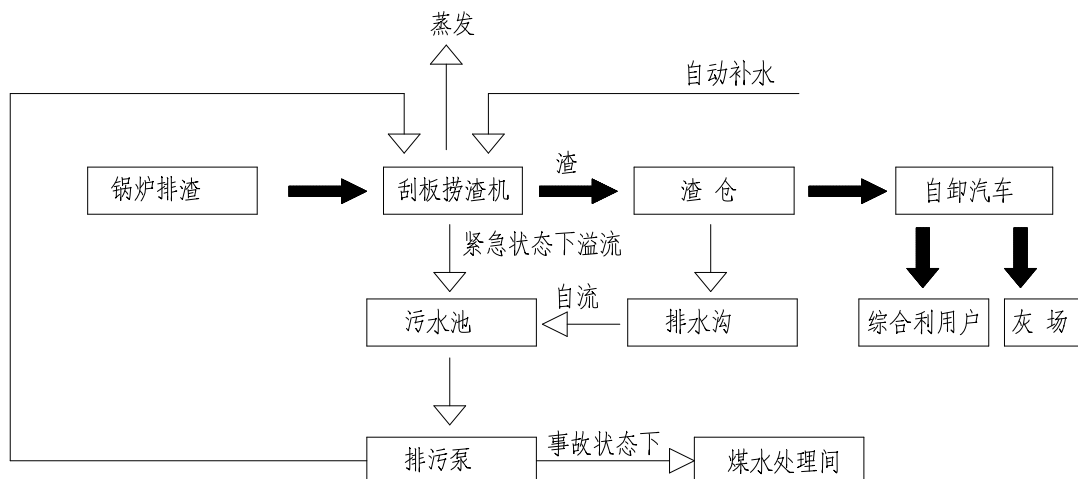 蒸发
自动补水
锅炉排渣
刮板捞渣机
渣
渣 仓
自卸汽车
紧急状态下溢流
污水池
自流
排水沟
综合利用户
灰 场
排污泵
事故状态下
煤水处理间